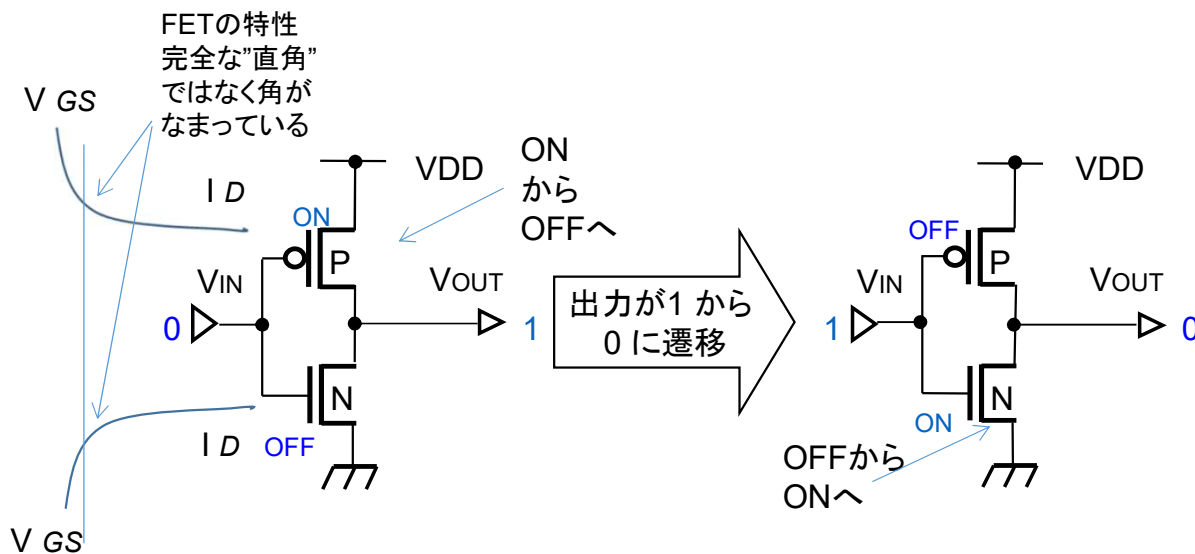 FETの特性
完全な”直角”
ではなく角が
なまっている
V GS
I D
ON
P
VDD
ON
から
OFFへ
VIN
0
VOUT
1
N
OFF
I D
V GS
出力が1 から
0 に遷移
VDD
OFF
P
VIN
1
VOUT
0
N
ON
OFFから
ONへ